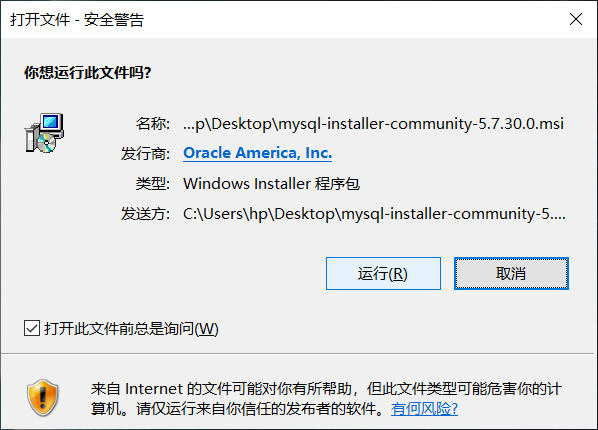 打开文件 - 安全警告
你想运行此文件吗?
名称: ...p\Desktop\mysql-installer-community-5.7.30.0.msi
发行商: Oracle America, Inc.
类型: Windows Installer 程序包
发送方: C:\Users\hp\Desktop\mysql-installer-community-5....
运行(R) 取消
打开此文件前总是询问(W)
来自 Internet 的文件可能对你有所帮助，但此文件类型可能危害你的计
算机。请仅运行来自你信任的发布者的软件。有何风险?